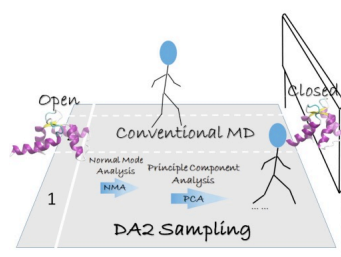 Open
Closed
Conventional MD
Normal Mode
Analysis
NMA
Principle Component
Analysis
PCA
... ...
1
DA2 Sampling